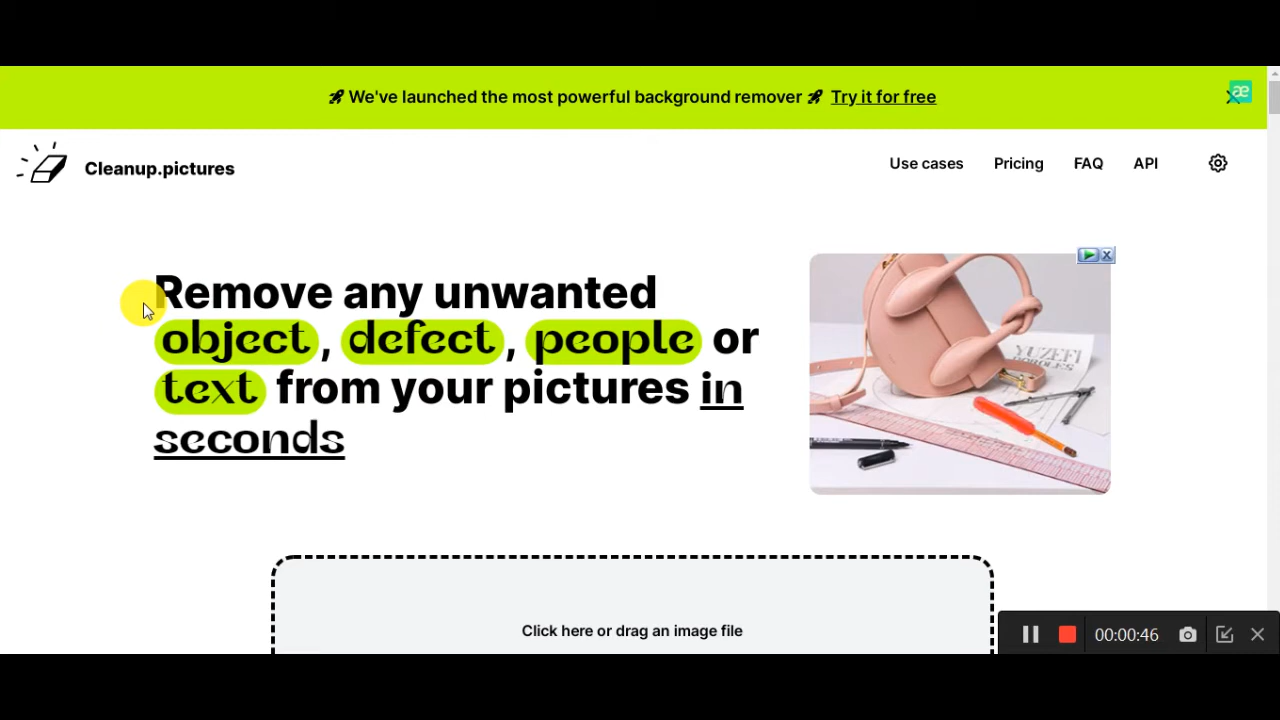 🚀 We've launched the most powerful background remover 🚀 Try it for free
æ
Cleanup.pictures
Use cases Pricing FAQ API
Remove any unwanted
object, defect, people or
text from your pictures in
seconds
YUZEFI
Click here or drag an image file
00:00:46